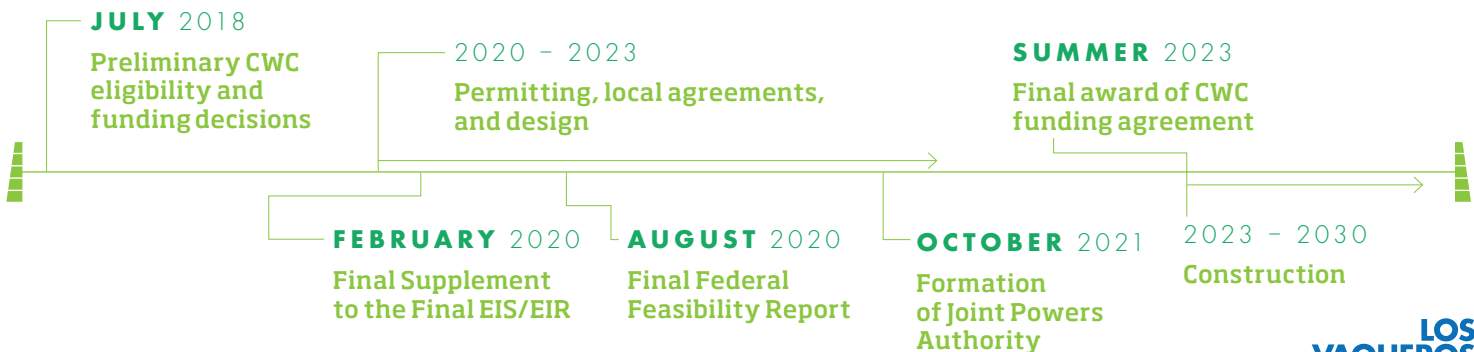 JULY 2018
Preliminary CWC
eligibility and
funding decisions
2020 – 2023
Permitting, local agreements,
and design
SUMMER 2023
Final award of CWC
funding agreement
FEBRUARY 2020
Final Supplement
to the Final EIS/EIR
AUGUST 2020
Final Federal
Feasibility Report
OCTOBER 2021
Formation
of Joint Powers
Authority
2023 – 2030
Construction
LOS
VAQUEROS